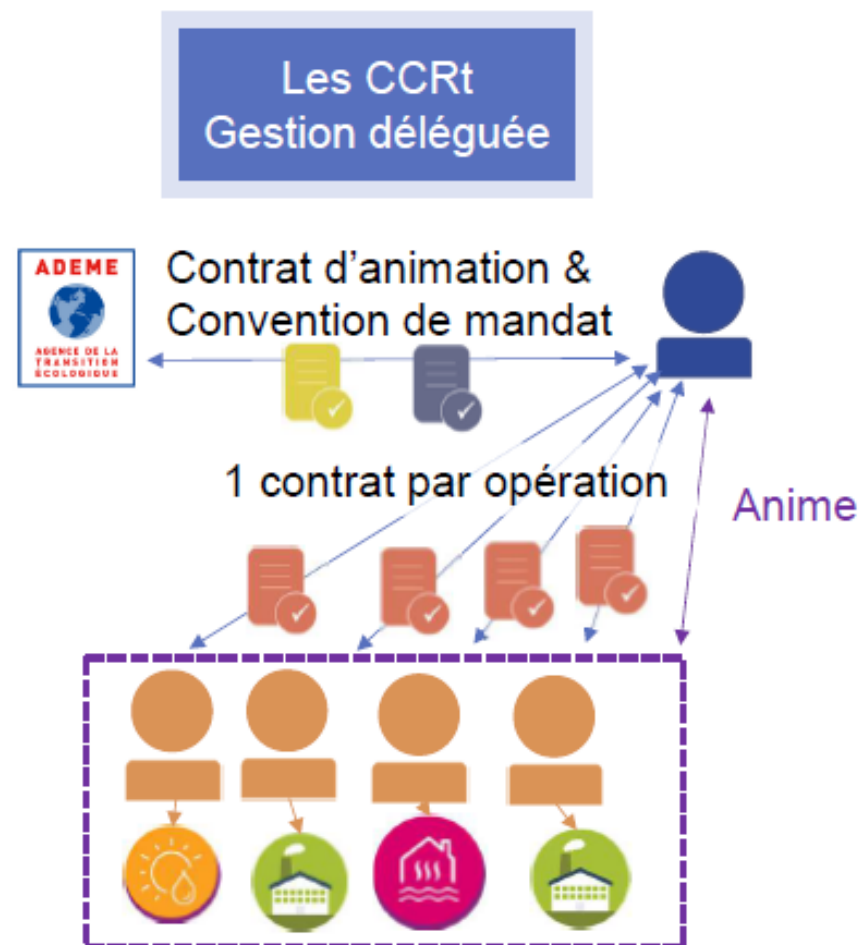 Les CCRt
Gestion déléguée
ADEME
AGENCE DE LA
TRANSITION
ÉCOLOGIQUE
Contrat d'animation &
Convention de mandat
1 contrat par opération
Anime